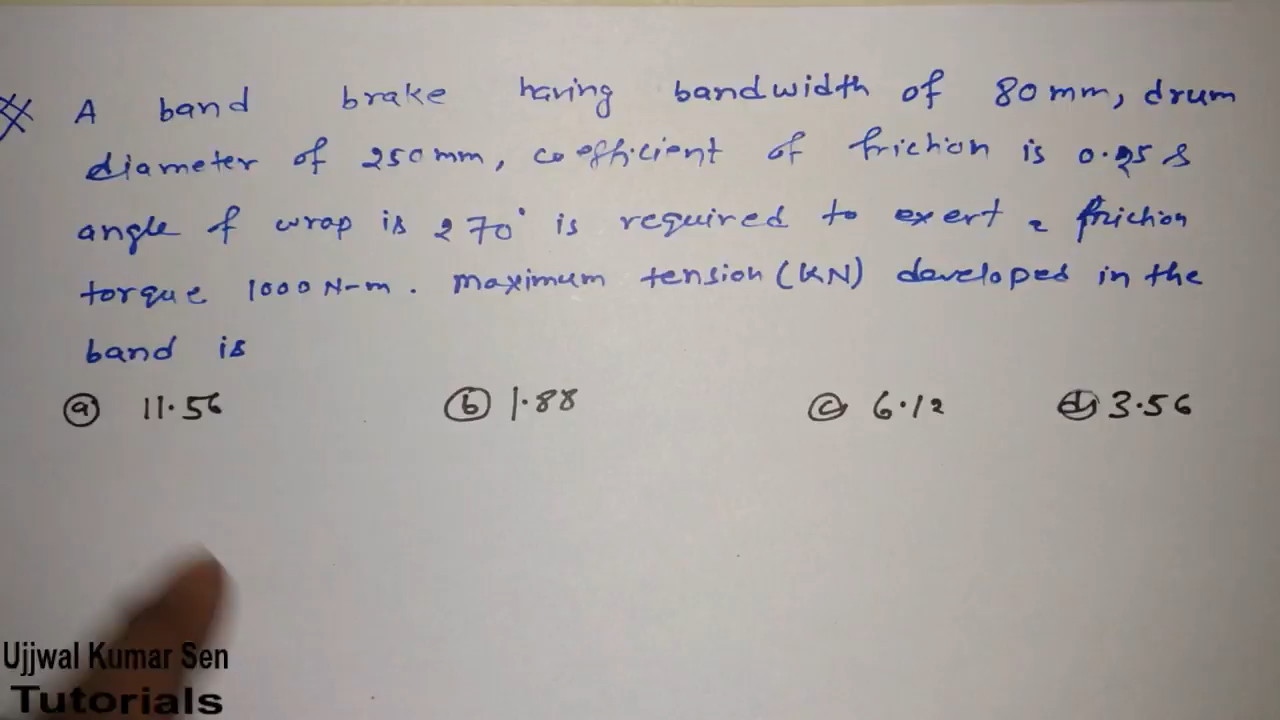 A band brake having bandwidth of 80mm, drum
diameter of 250mm, coefficient of friction is 0.25 &
angle of wrap is 270° is required to exert a friction
torque 1000 N-m. Maximum tension (KN) developed in the
band is
ⓐ 11.56 ⓑ 1.88 ⓒ 6.12 ⓓ 3.56
Ujjwal Kumar Sen
Tutorials